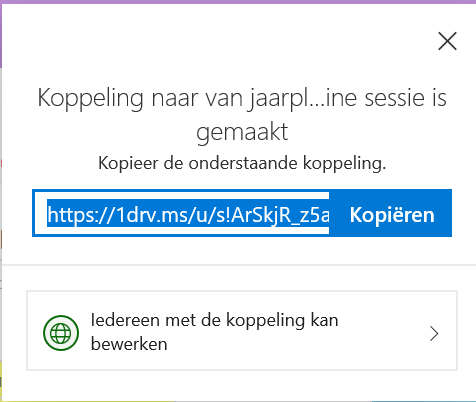 Koppeling naar van jaarpl...ine sessie is
gemaakt
Kopieer de onderstaande koppeling.
https://1drv.ms/u/s!ArSkjR_z5a
Kopiëren
Iedereen met de koppeling kan
bewerken